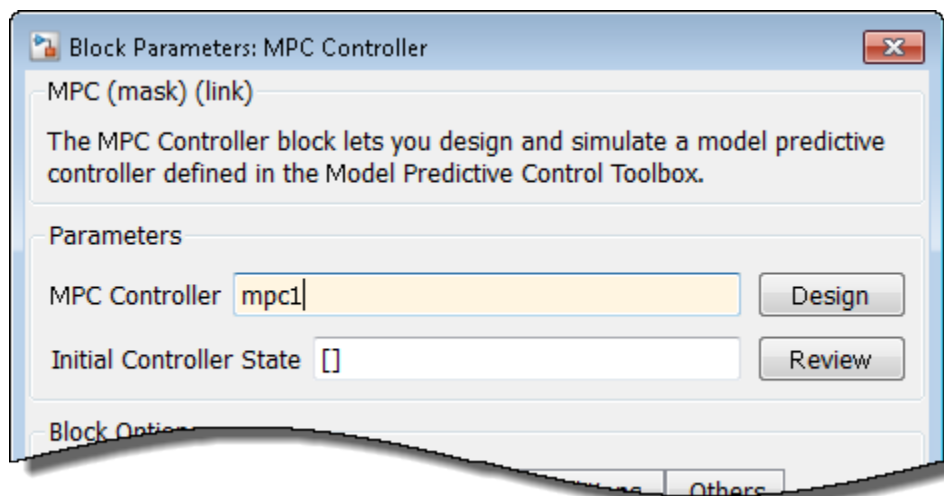 Block Parameters: MPC Controller
MPC (mask) (link)
The MPC Controller block lets you design and simulate a model predictive
controller defined in the Model Predictive Control Toolbox.
Parameters
MPC Controller mpc1 Design
Initial Controller State [] Review
Block
Others